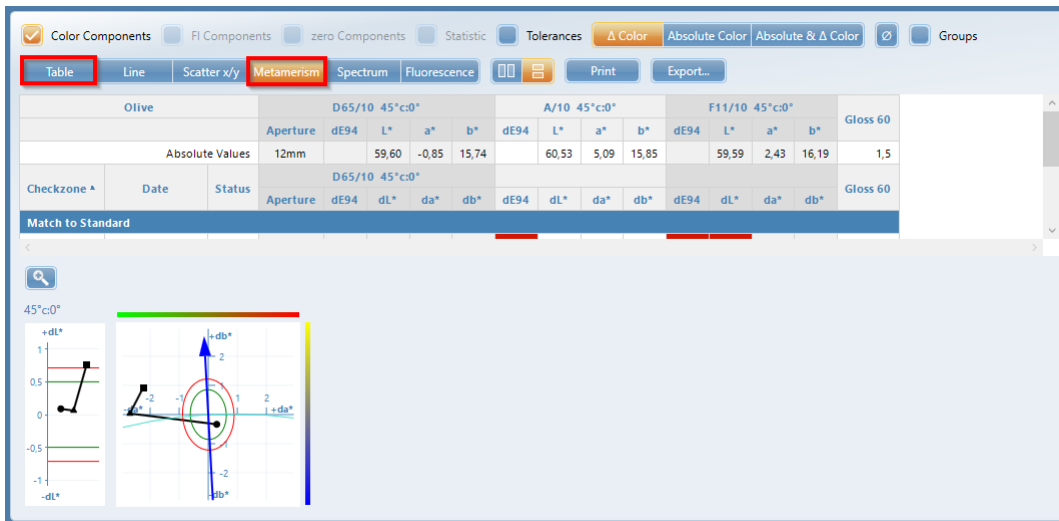 Color Components FI Components zero Components Statistic Tolerances Δ Color Absolute Color Absolute & Δ Color Ø Groups
Table Line Scatter x/y Metamerism Spectrum Fluorescence Print Export...
Olive D65/10 45°c:0° A/10 45°c:0° F11/10 45°c:0° Gloss 60
Aperture dE94 L* a* b* dE94 L* a* b* dE94 L* a* b*
Absolute Values 12mm 59,60 -0,85 15,74 60,53 5,09 15,85 59,59 2,43 16,19 1,5
Checkzone Date Status D65/10 45°c:0° Gloss 60
Aperture dE94 dL* da* db* dE94 dL* da* db* dE94 dL* da* db*
Match to Standard
45°c:0°
+dL*
1
0.5
0
-0.5
-1
-dL*
+db*
2
1
-2 -1 1 2
-da* +da*
-1
-2
-db*